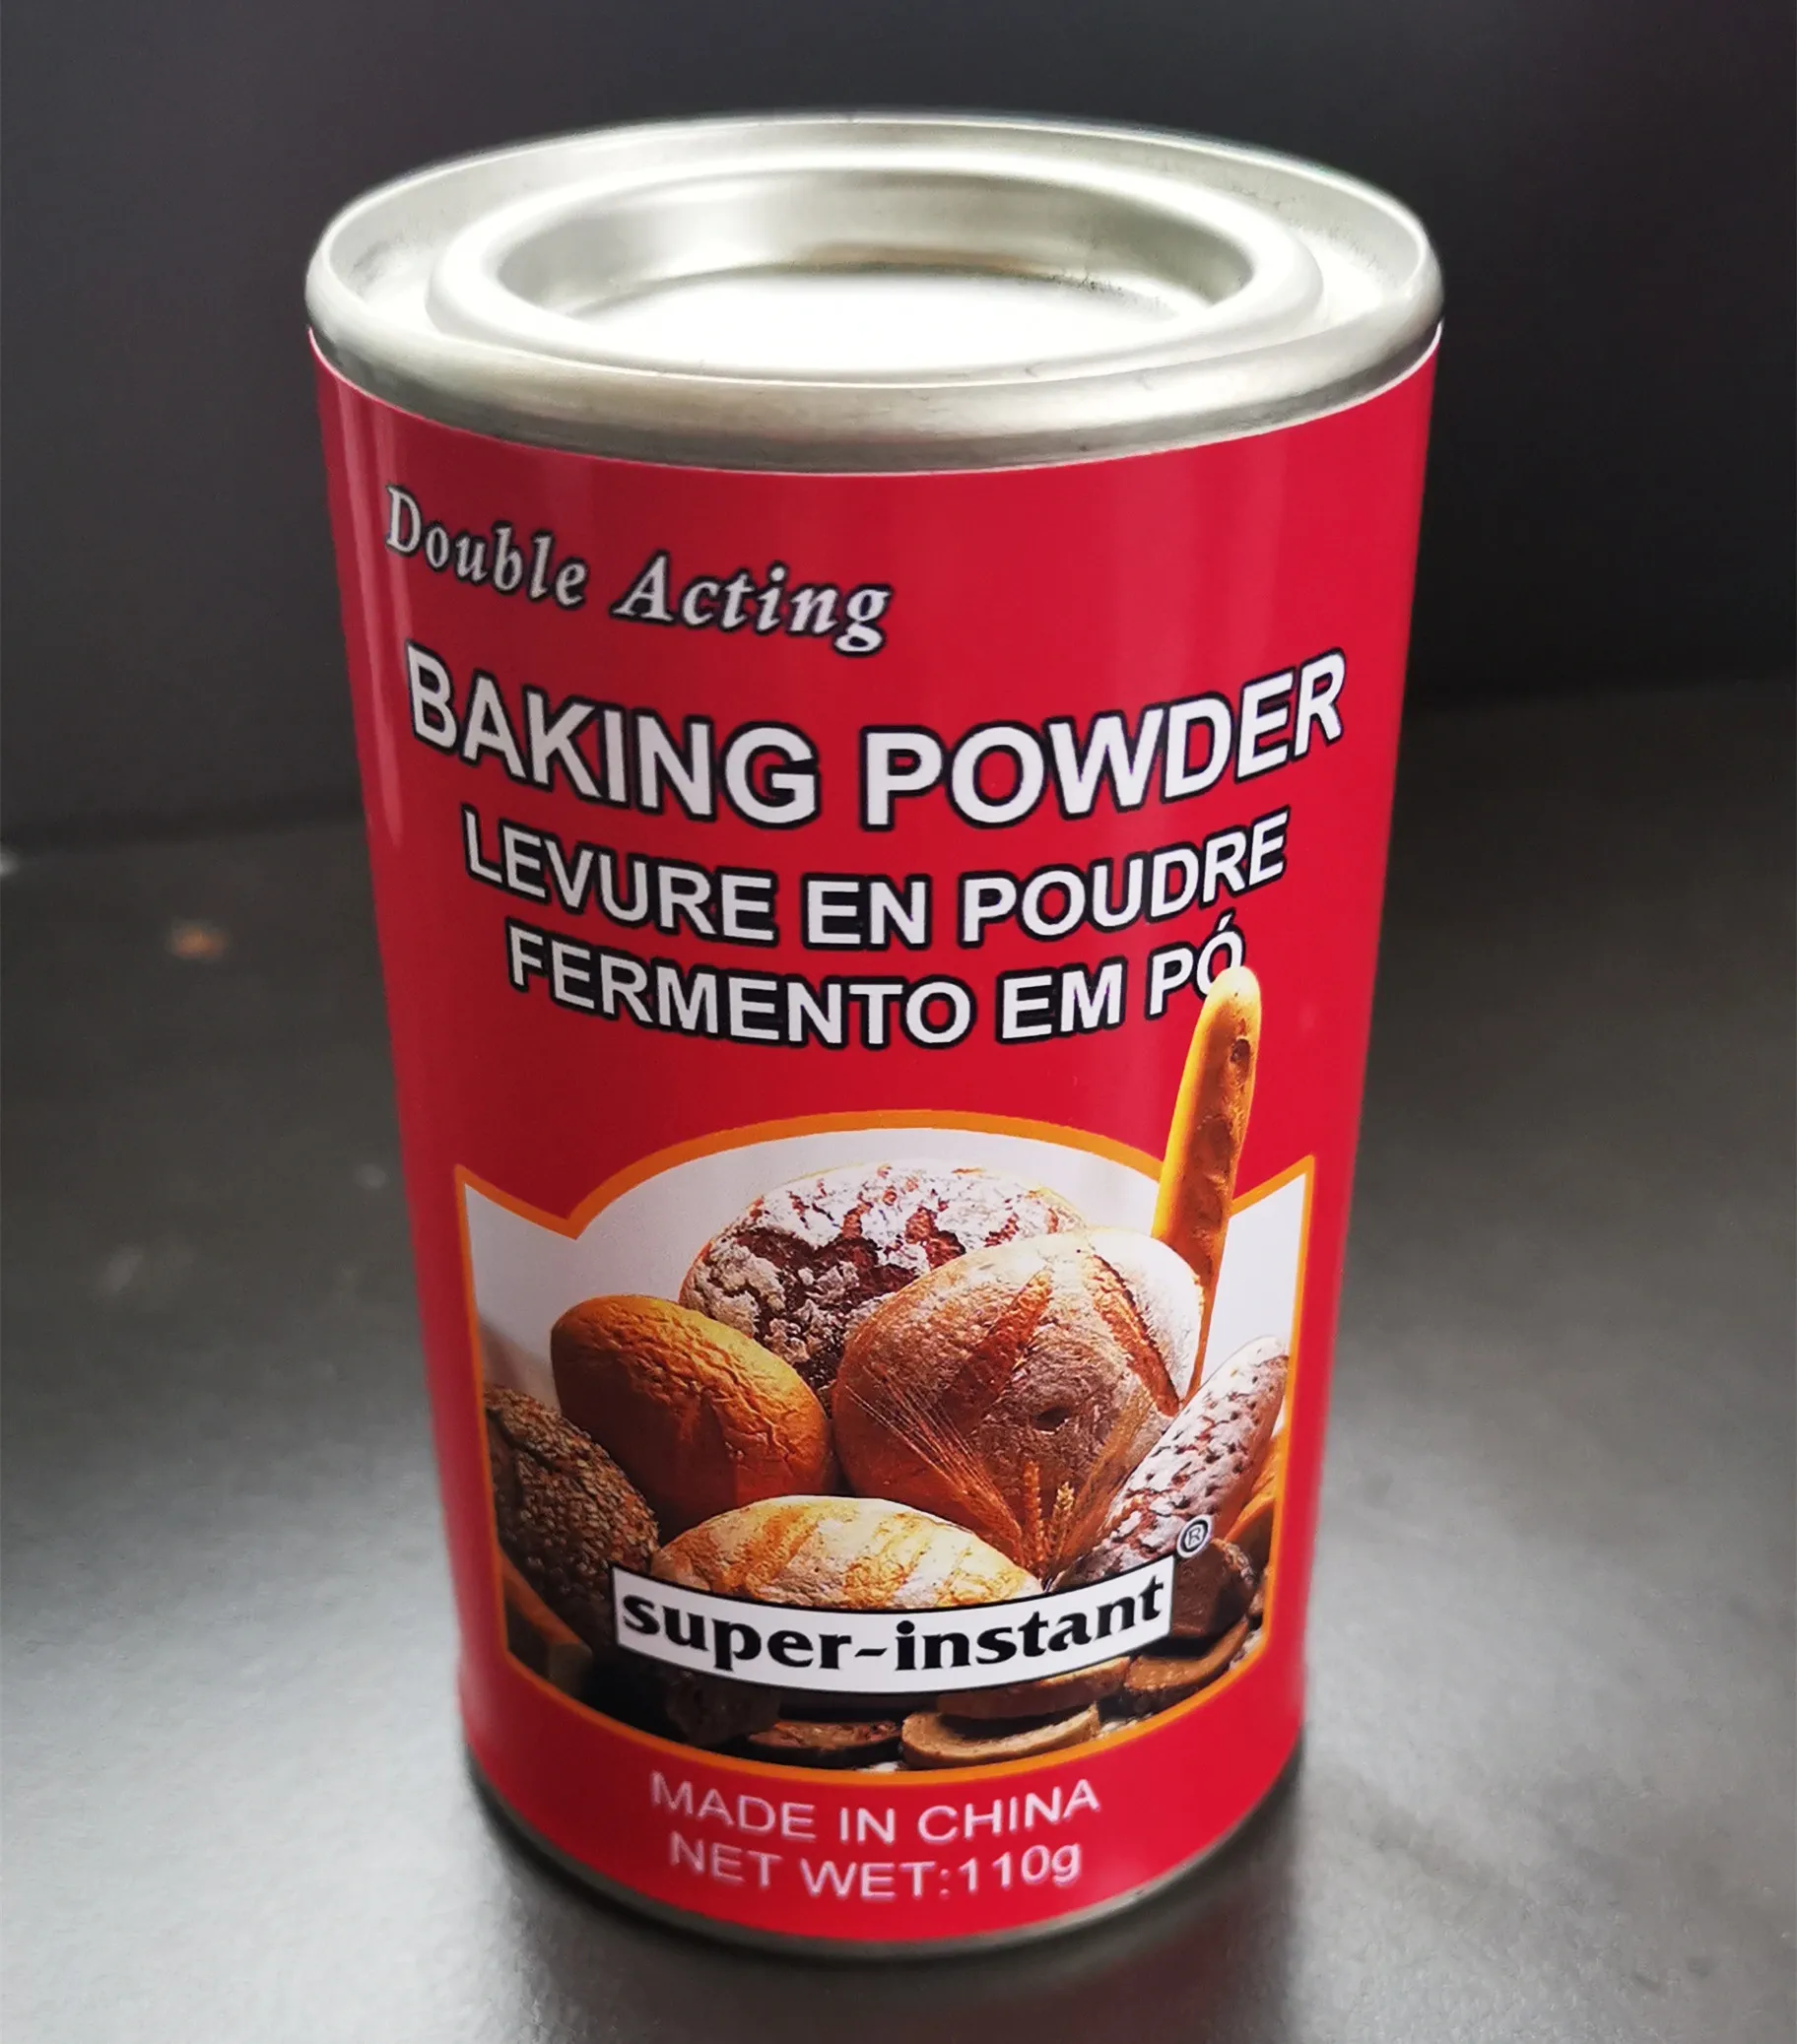 Double Acting
BAKING POWDER
LEVURE EN POUDRE
FERMENTO EM PÓ
super-instant®
MADE IN CHINA
NET WET:110g